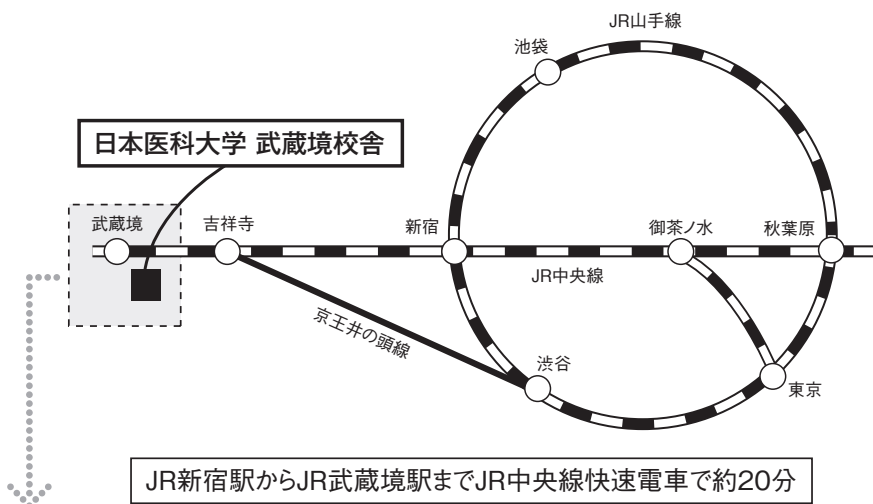 JR山手線
池袋
日本医科大学 武蔵境校舎
武蔵境
吉祥寺
新宿
御茶ノ水
秋葉原
JR中央線
京王井の頭線
渋谷
東京
JR新宿駅からJR武蔵境駅までJR中央線快速電車で約20分